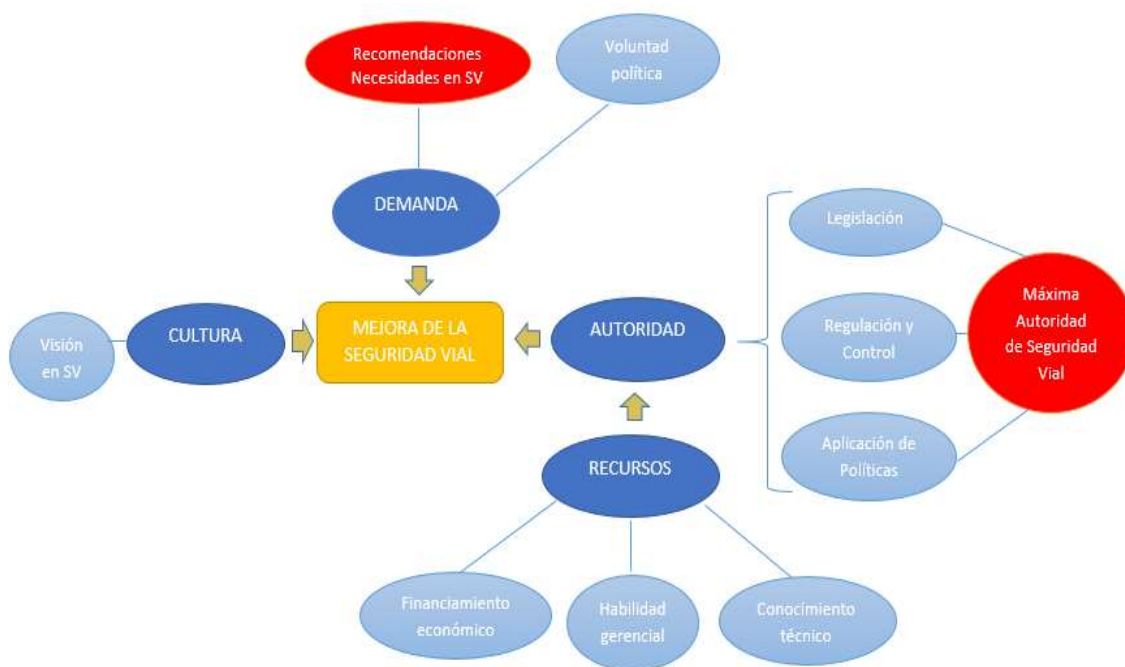 Recomendaciones
Necesidades en SV
Voluntad
política
DEMANDA
Legislación
Visión
en SV
CULTURA
MEJORA DE LA
SEGURIDAD VIAL
AUTORIDAD
Regulación y
Control
Máxima
Autoridad
de Seguridad
Vial
Aplicación de
Políticas
RECURSOS
Financiamiento
económico
Habilidad
gerencial
Conocimiento
técnico